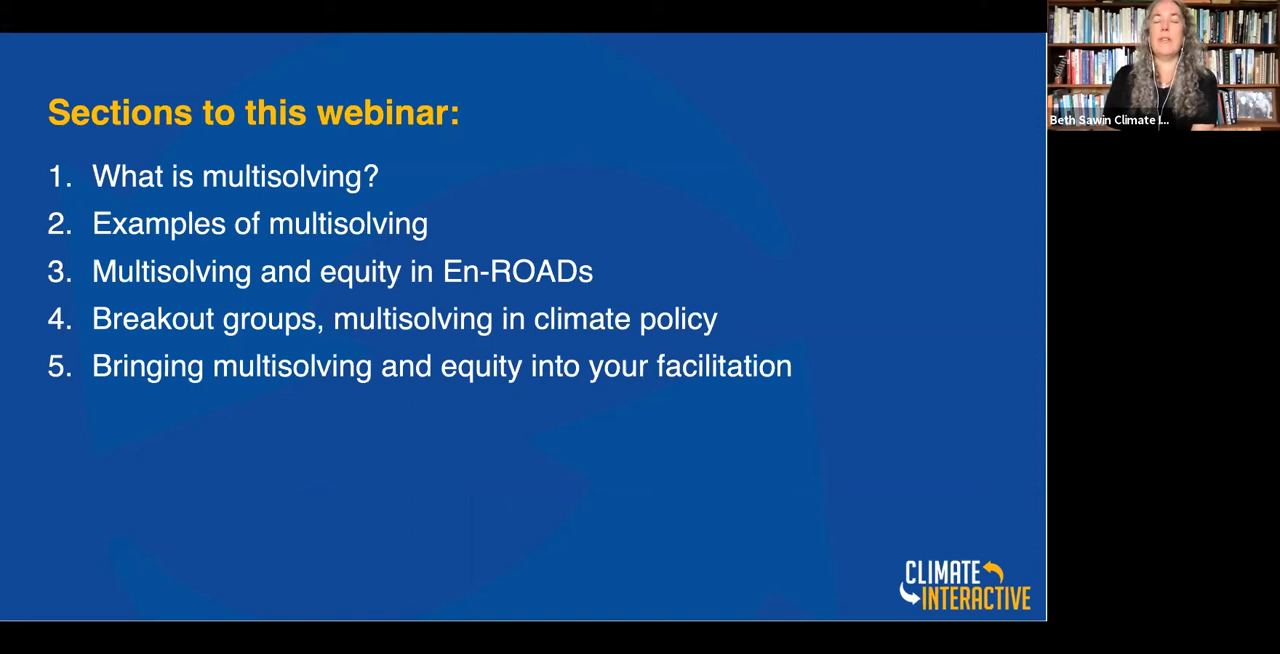 Sections to this webinar:
1. What is multisolving?
2. Examples of multisolving
3. Multisolving and equity in En-ROADs
4. Breakout groups, multisolving in climate policy
5. Bringing multisolving and equity into your facilitation
CLIMATE
INTERACTIVE
Beth Sawin Climate I...